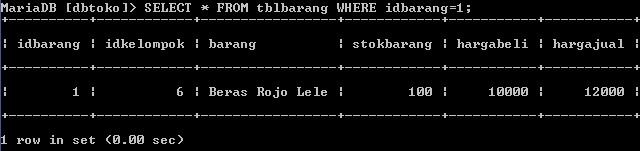 MariaDB [dbtoko]> SELECT * FROM tblbarang WHERE idbarang=1;
+----------+------------+-----------------+------------+-----------+-----------+
| idbarang | idkelompok | barang          | stokbarang | hargabeli | hargajual |
+----------+------------+-----------------+------------+-----------+-----------+
|        1 |          6 | Beras Rojo Lele |        100 |     10000 |     12000 |
+----------+------------+-----------------+------------+-----------+-----------+
1 row in set (0.00 sec)